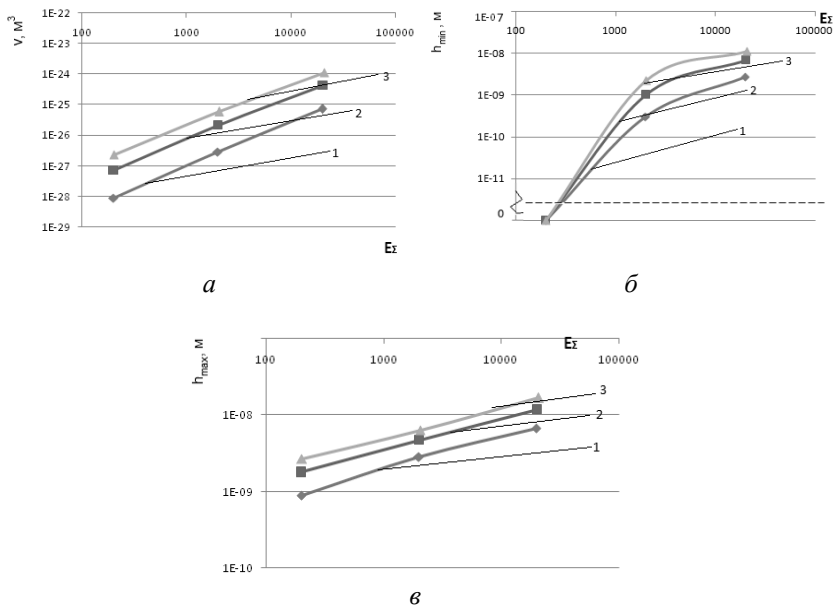 1E-22
1E-23
1E-24
1E-25
1E-26
1E-27
1E-28
1E-29
v, м³
100
1000
10000
100000
3
2
1
EΣ
а
1E-07
1E-08
1E-09
1E-10
1E-11
0
hmin, м
100
1000
10000
100000
EΣ
3
2
1
б
hmax, м
100
1000
10000
100000
EΣ
1E-08
1E-09
1E-10
3
2
1
в